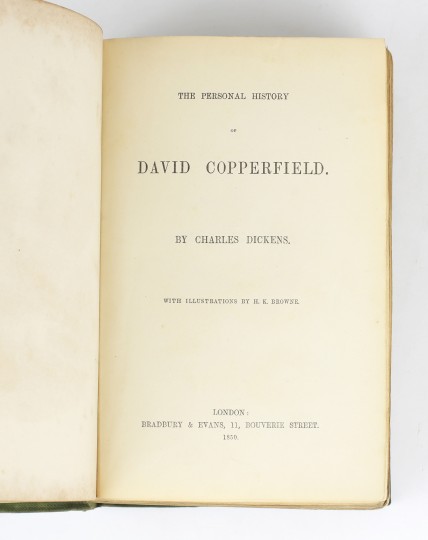 THE PERSONAL HISTORY
OF
DAVID COPPERFIELD.
BY CHARLES DICKENS.
WITH ILLUSTRATIONS BY H. K. BROWNE.
LONDON:
BRADBURY & EVANS, 11, BOUVERIE STREET.
1850.